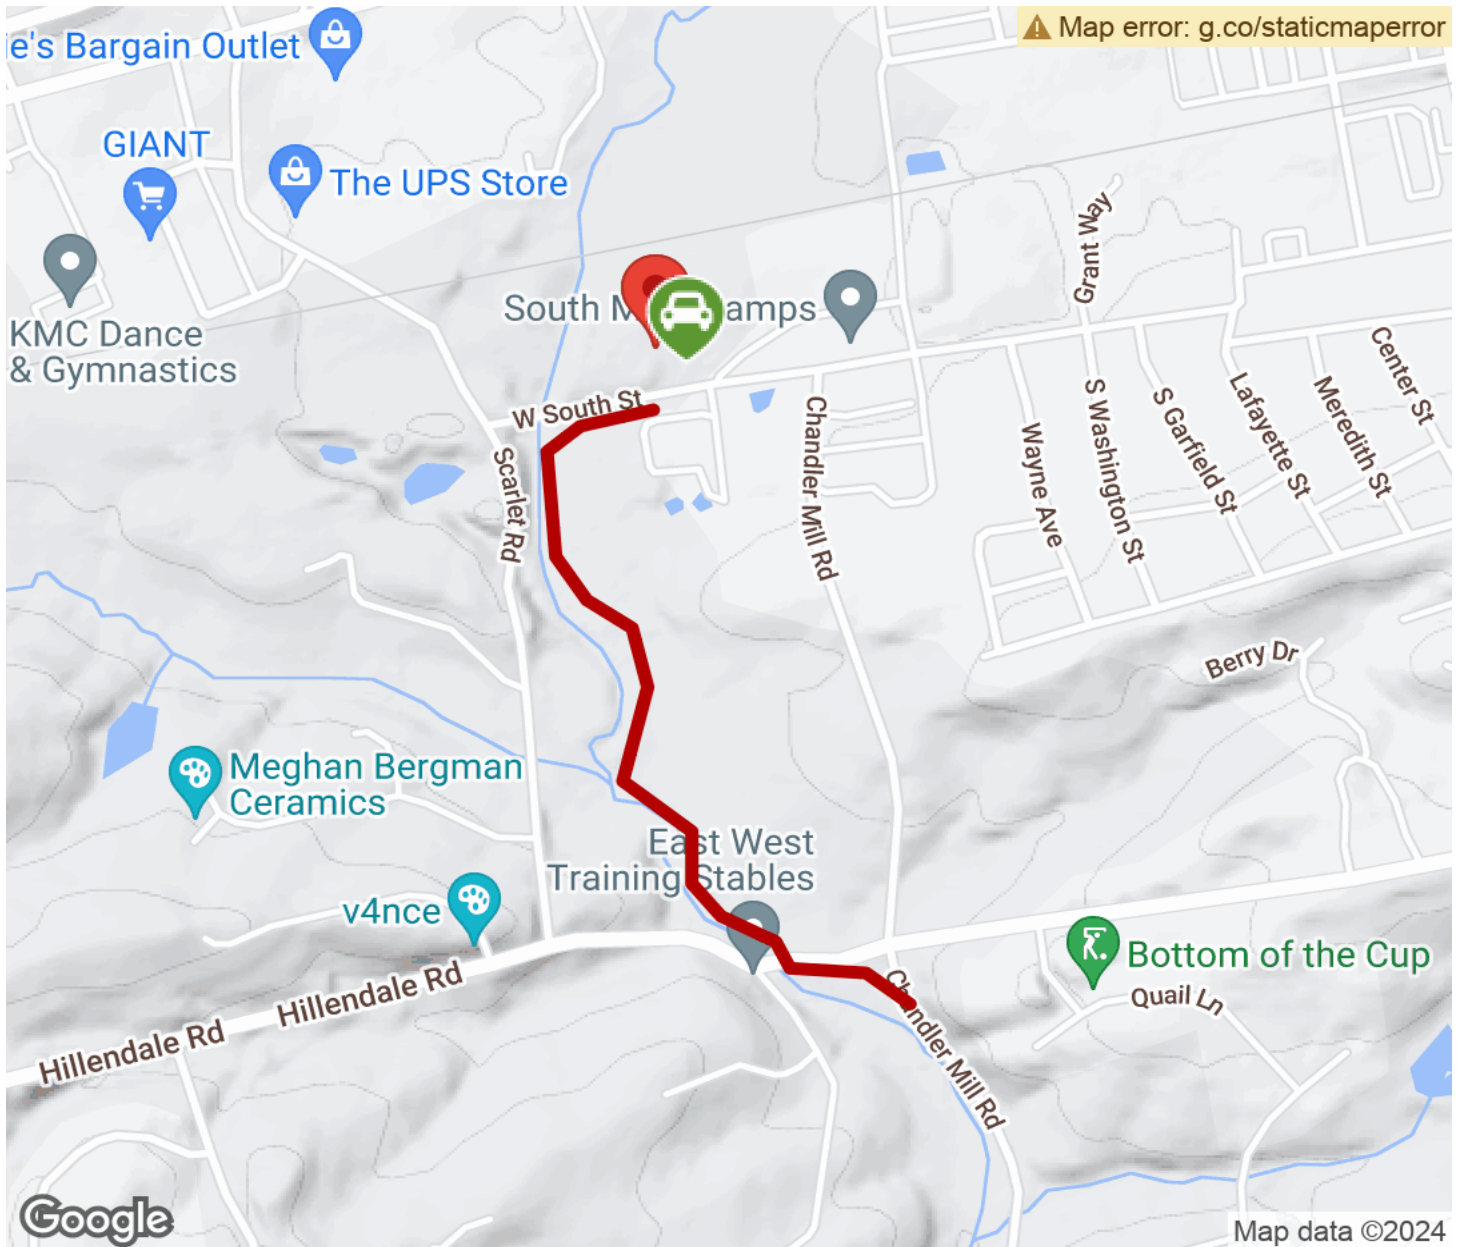 Map error: g.co/staticmaperror
ie's Bargain Outlet
GIANT
The UPS Store
Grant Way
KMC Dance
& Gymnastics
South M amps
W South St
Scarlet Rd
Chandler Mill Rd
Wayne Ave
S Washington St
S Garfield St
Lafayette St
Meredith St
Center St
Berry Dr
Meghan Bergman
Ceramics
East West
Training Stables
v4nce
Hillendale Rd
Hillendale Rd
Bottom of the Cup
Quail Ln
Chandler Mill Rd
Google
Map data ©2024